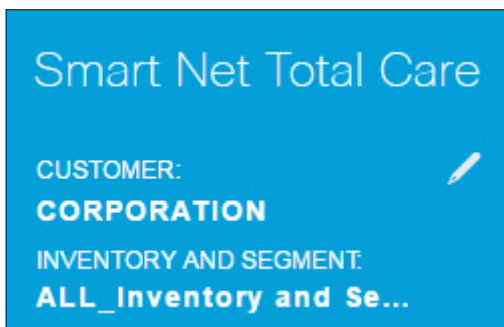 Smart Net Total Care
CUSTOMER:
CORPORATION
INVENTORY AND SEGMENT:
ALL_Inventory and Se...